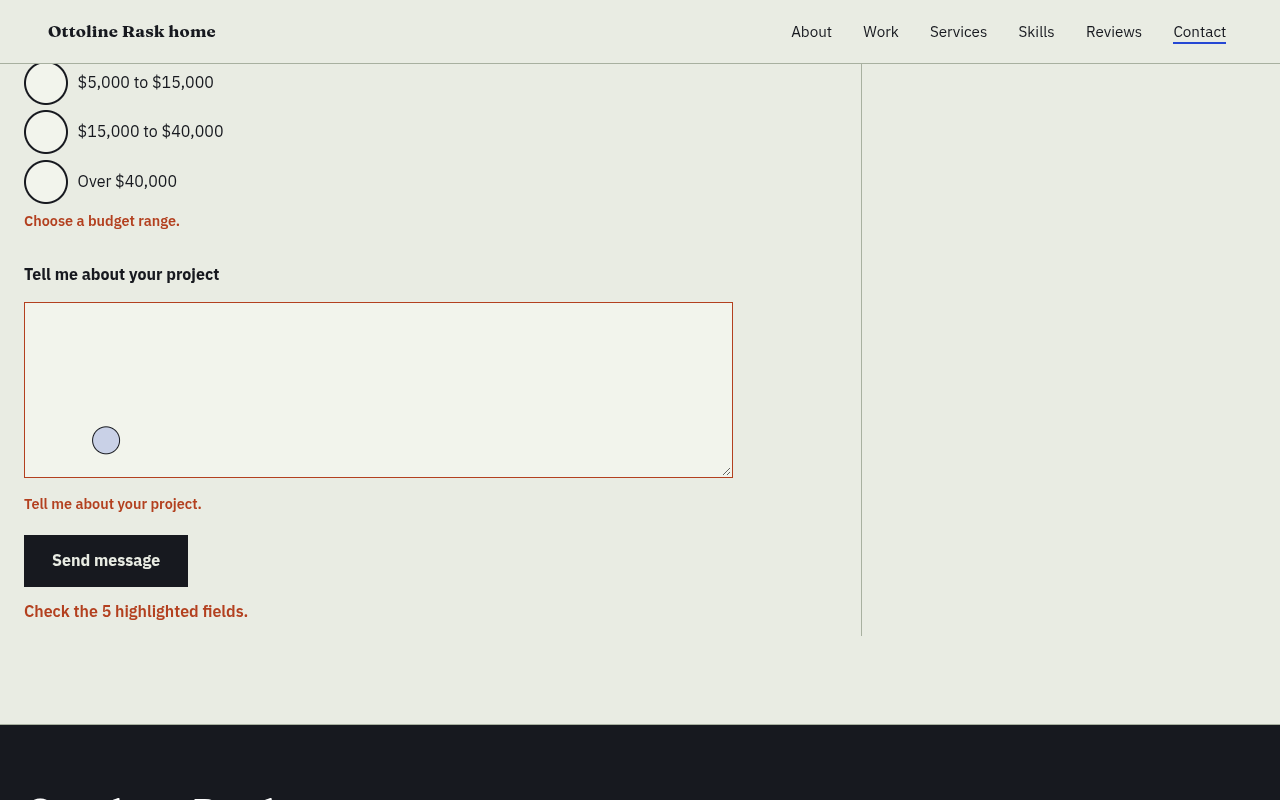 Ottoline Rask home
About Work Services Skills Reviews Contact
$5,000 to $15,000
$15,000 to $40,000
Over $40,000
Choose a budget range.
Tell me about your project
Tell me about your project.
Send message
Check the 5 highlighted fields.